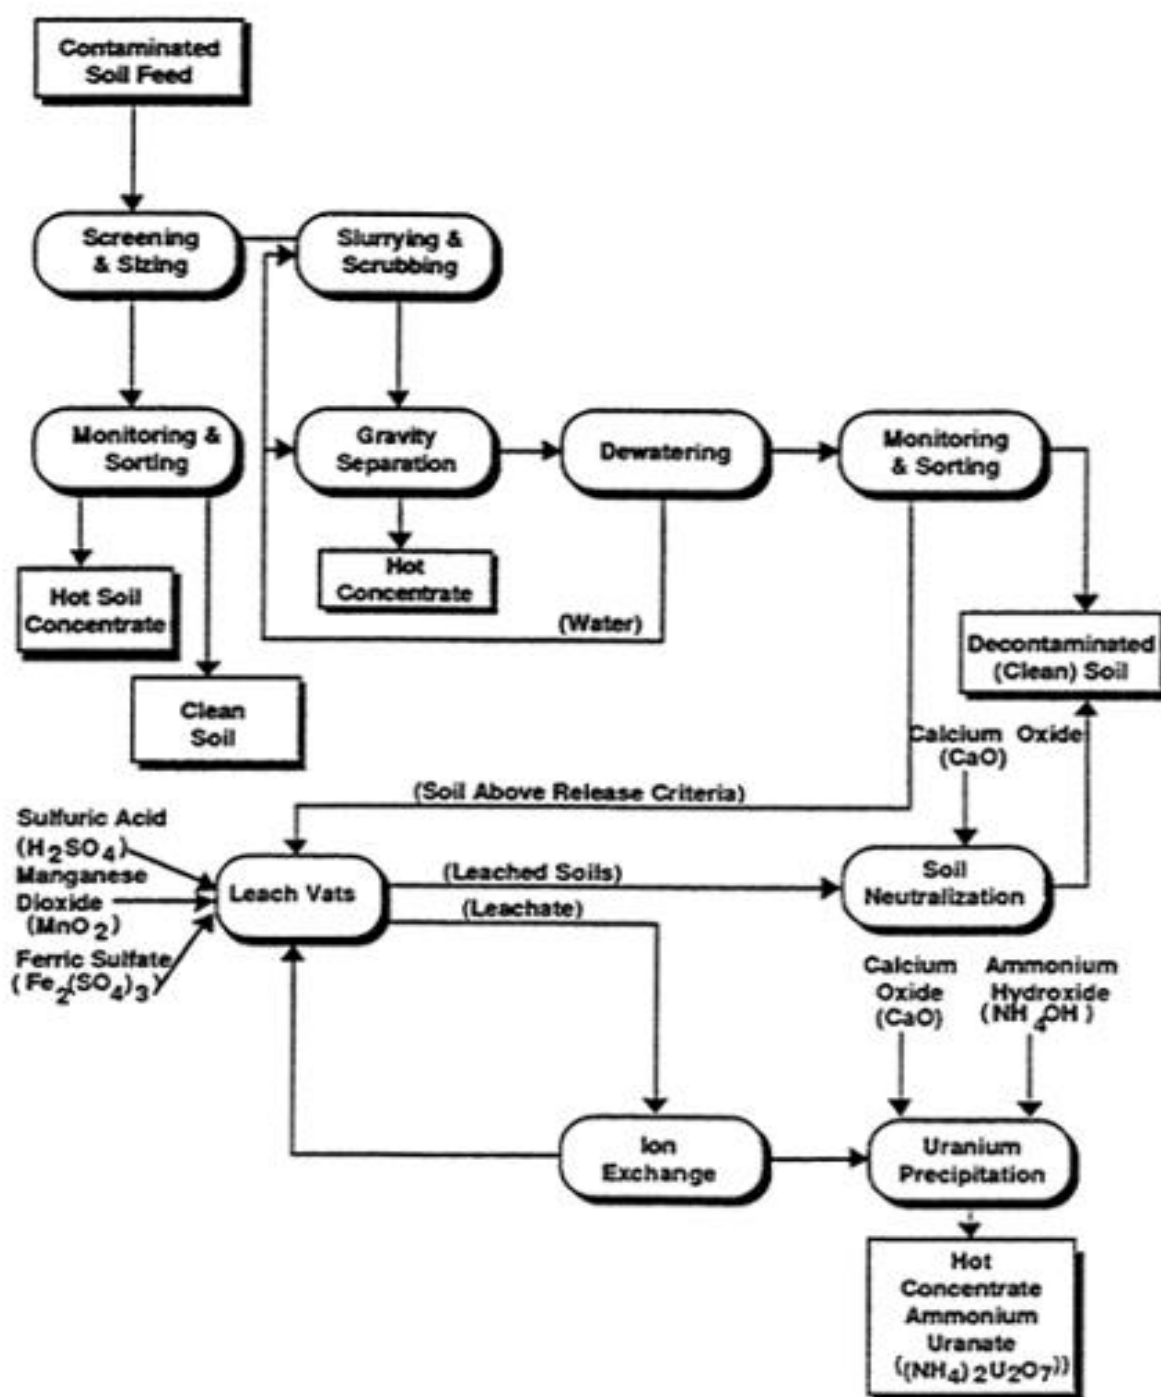 Contaminated
Soil Feed
Screening
& Sizing
Slurrying &
Scrubbing
Monitoring &
Sorting
Gravity
Separation
Dewatering
Monitoring
& Sorting
Hot Soil
Concentrate
Hot
Concentrate
(Water)
Clean
Soil
Decontaminated
(Clean) Soil
Calcium Oxide
(CaO)
(Soil Above Release Criteria)
Sulfuric Acid
(H2SO4)
Manganese
Dioxide
(MnO2)
Ferric Sulfate
(Fe2(SO4)3)
Leach Vats
(Leached Soils)
(Leachate)
Soil
Neutralization
Calcium
Oxide
(CaO)
Ammonium
Hydroxide
(NH4OH)
Ion
Exchange
Uranium
Precipitation
Hot
Concentrate
Ammonium
Uranate
((NH4)2U2O7))